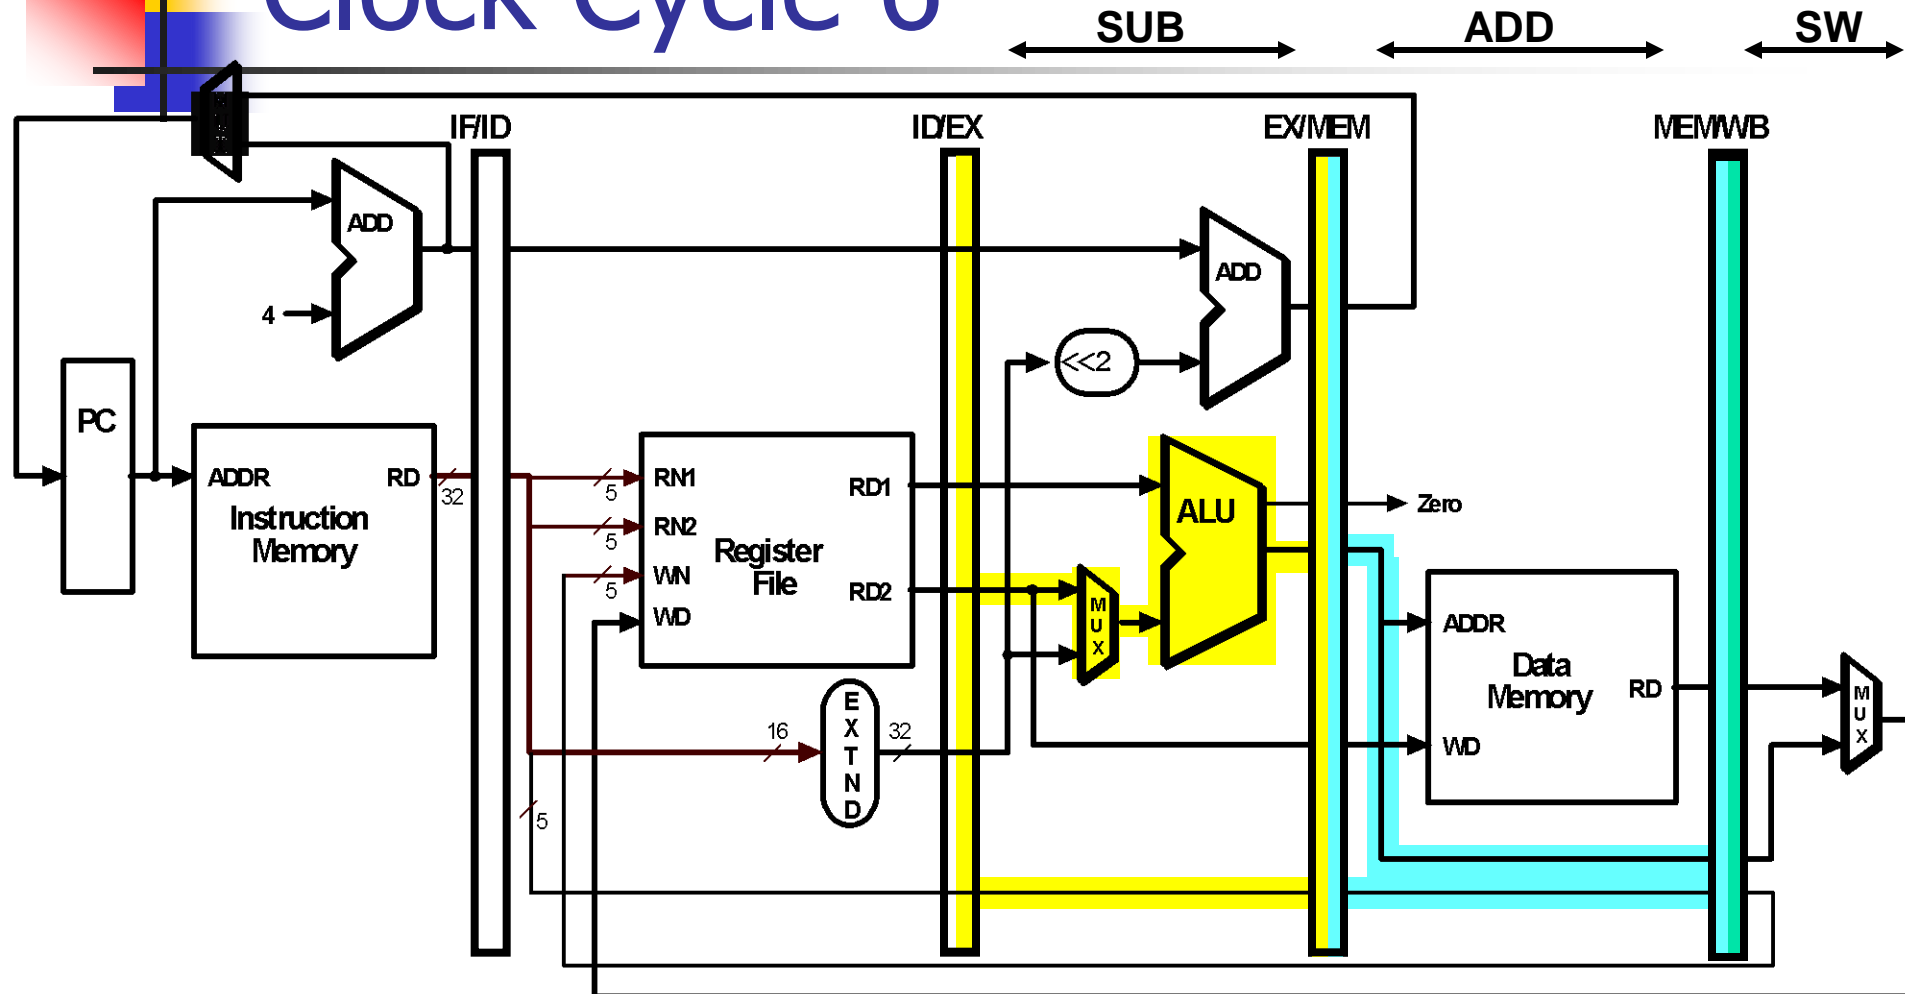 Clock Cycle 6
SUB
ADD
SW
IF/ID
ID/EX
EX/MEM
MEM/WB
ADD
4
ADD
<<2
PC
ADDR
RD
Instruction
Memory
32
5
RN1
5
RN2
5
WN
WD
Register
File
RD1
RD2
16
E
X
T
N
D
32
5
M
U
X
ALU
Zero
ADDR
Data
Memory
RD
WD
M
U
X